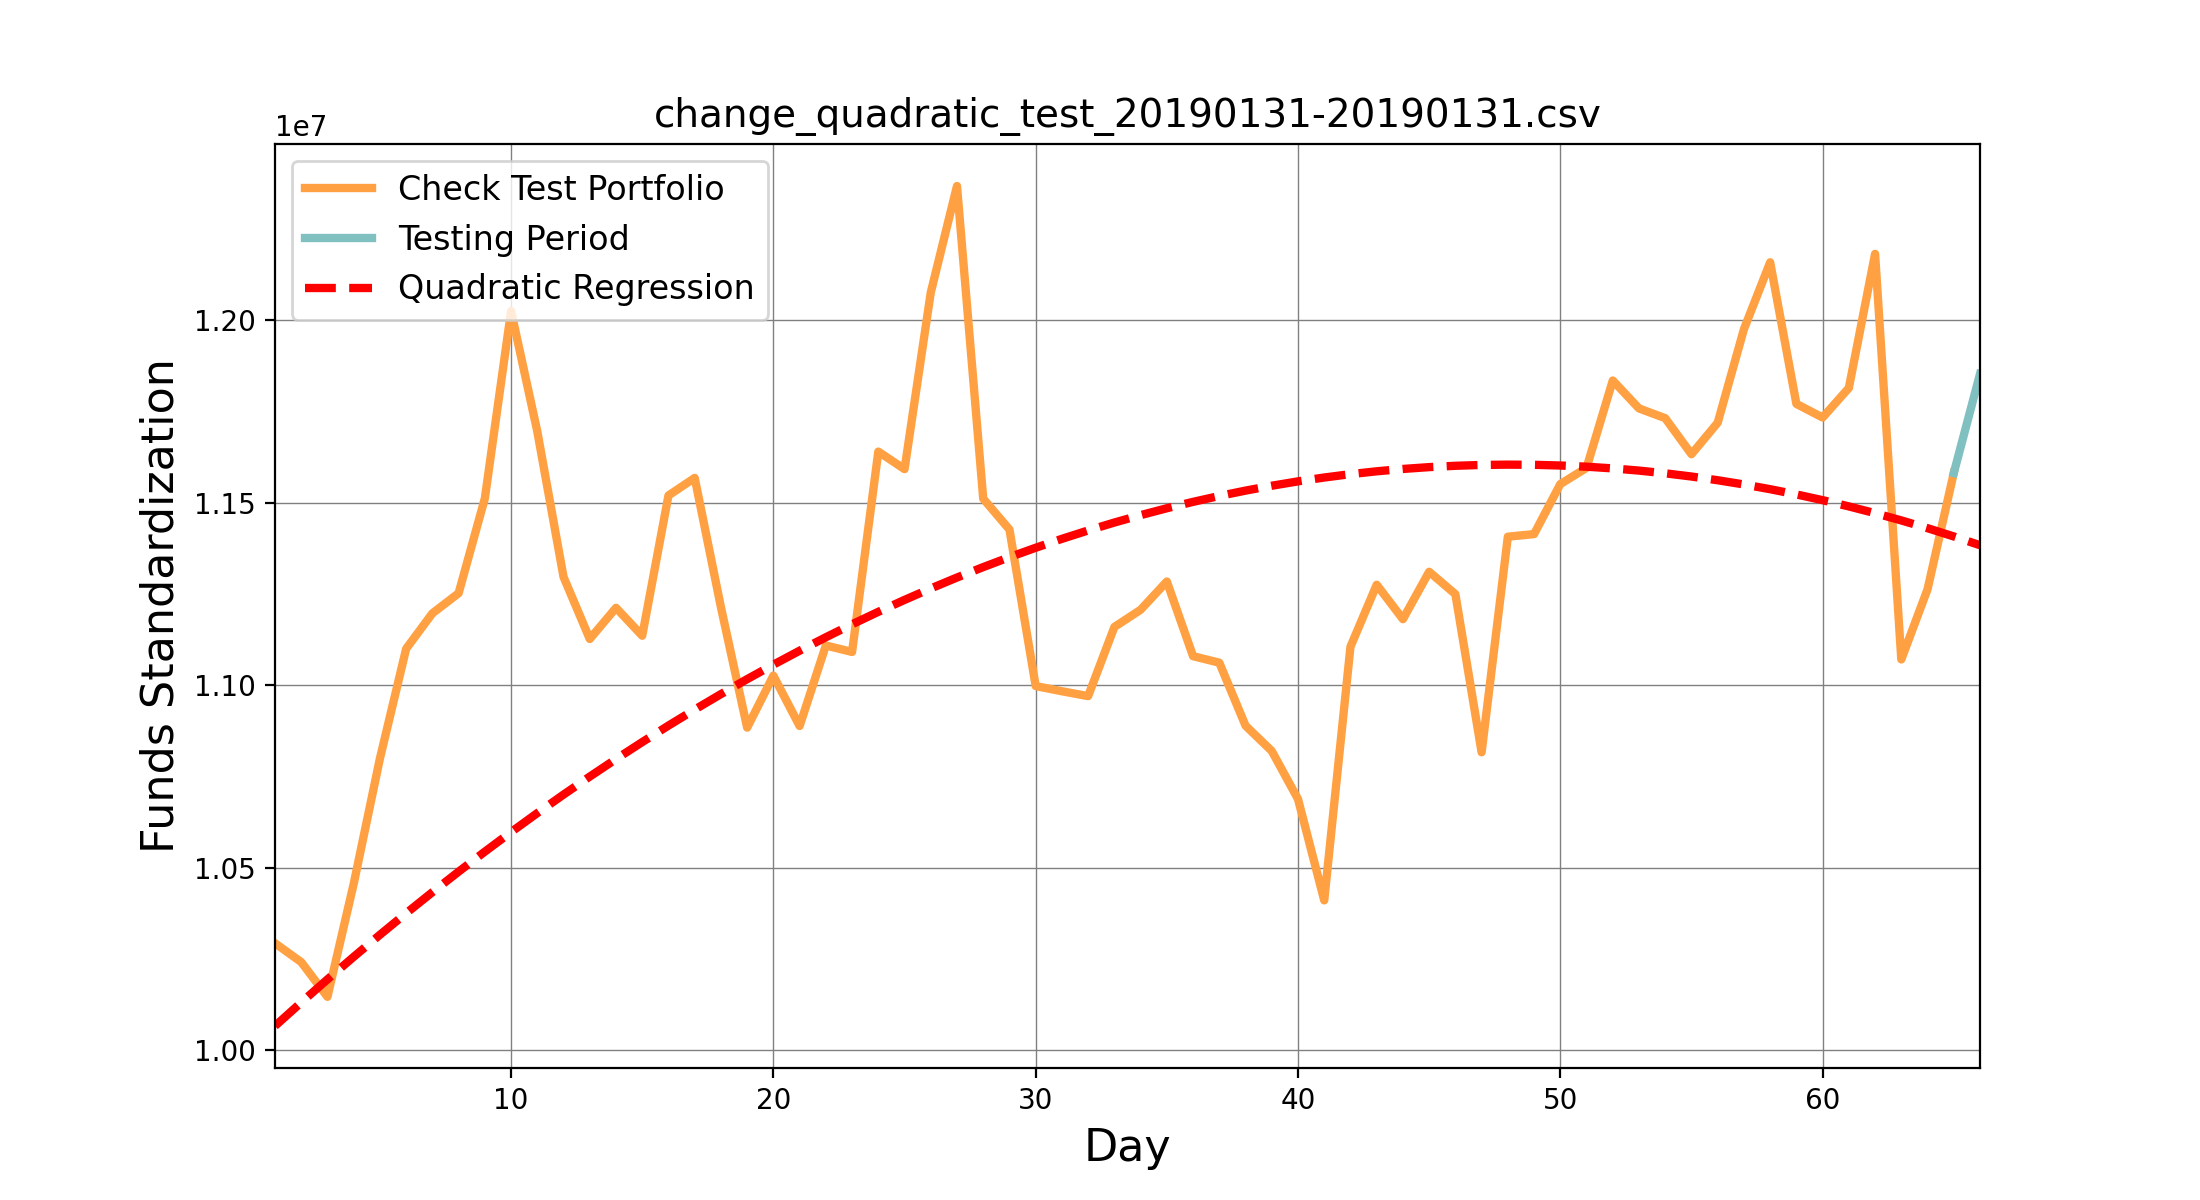 change_quadratic_test_20190131-20190131.csv
1e7
Check Test Portfolio
Testing Period
Quadratic Regression
1.20
1.15
1.10
1.05
1.00
Funds Standardization
10 20 30 40 50 60
Day